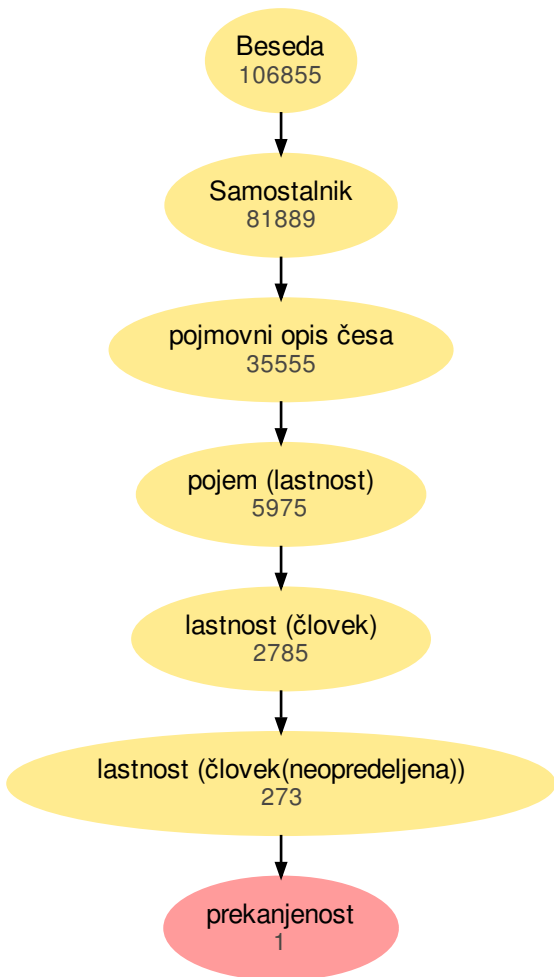 Beseda
106855
Samostalnik
81889
pojmovni opis česa
35555
pojem (lastnost)
5975
lastnost (človek)
2785
lastnost (človek(neopredeljena))
273
prekanjenost
1